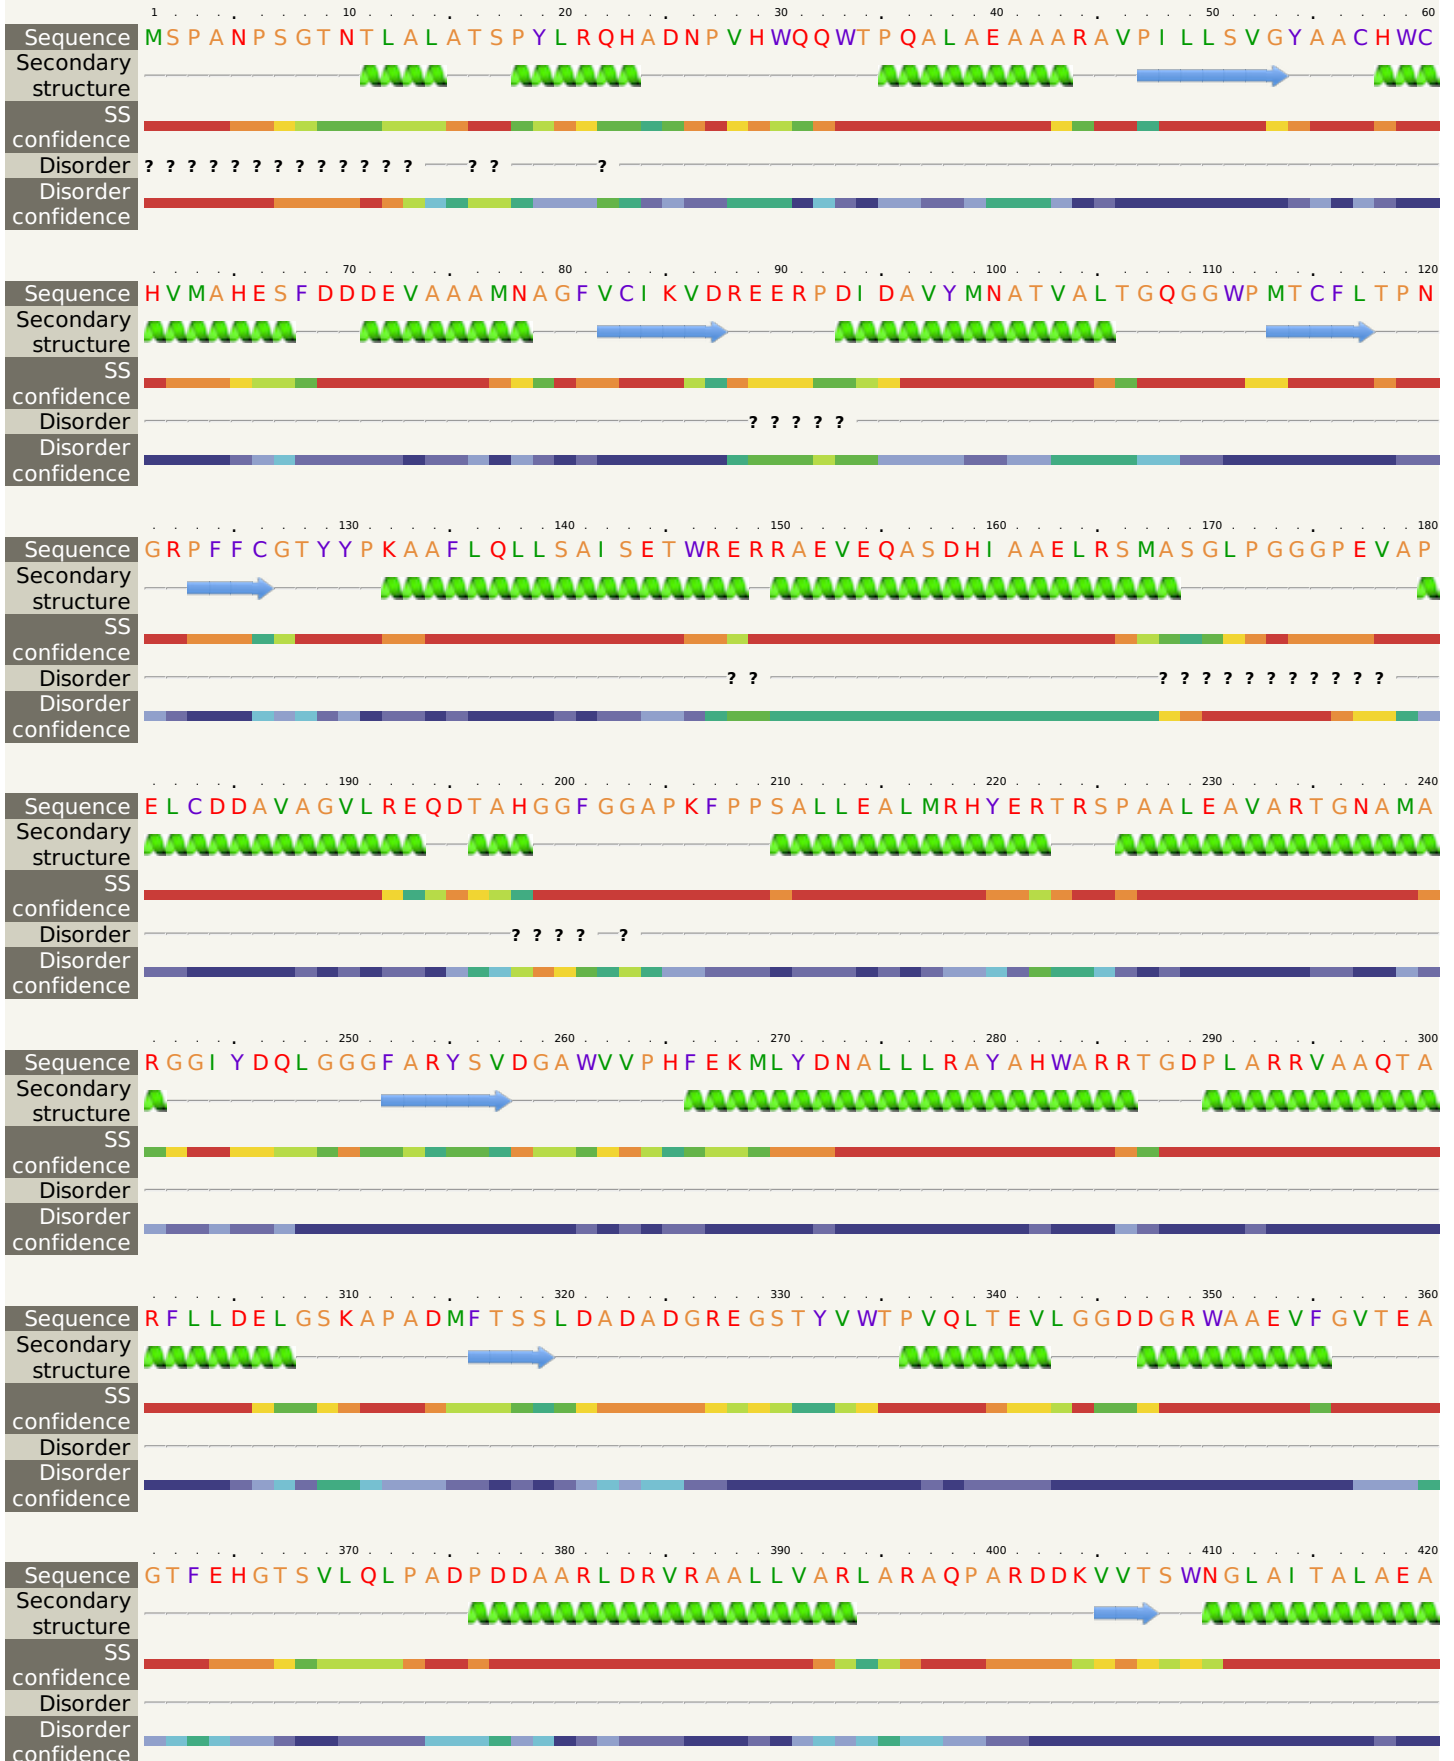 1 . . . . . . . . 10 . . . . . . . . . 20 . . . . . . . . . 30 . . . . . . . . . 40 . . . . . . . . . 50 . . . . . . . . . 60
Sequence MSPANPSGTNTLALATSPYLRQHADNPVHWQQWTPQALAEAAARAVPILLSVGYAACHWC
Secondary
structure
SS
confidence
Disorder ? ? ? ? ? ? ? ? ? ? ? ? ? ? ? ?
Disorder
confidence
. . . . . . . . . 70 . . . . . . . . . 80 . . . . . . . . . 90 . . . . . . . . . 100 . . . . . . . . . 110 . . . . . . . . . 120
Sequence HVMAHESFDDDEVAAAMNAGFVCIKVDREERPDIDAVYMNATVALTGQGGWPMTCFLTPN
Secondary
structure
SS
confidence
Disorder ? ? ? ? ?
Disorder
confidence
. . . . . . . . . 130 . . . . . . . . . 140 . . . . . . . . . 150 . . . . . . . . . 160 . . . . . . . . . 170 . . . . . . . . . 180
Sequence GRPFFCGTYYPKAAFLQLLSAISETWRERRAEVEQASDHIAAELRSMASGLPGGGPEVAP
Secondary
structure
SS
confidence
Disorder ? ? ? ? ? ? ? ? ? ? ? ? ?
Disorder
confidence
. . . . . . . . . 190 . . . . . . . . . 200 . . . . . . . . . 210 . . . . . . . . . 220 . . . . . . . . . 230 . . . . . . . . . 240
Sequence ELCDDAVAGVLREQDTAHGGFGGAPKFPPSALLEALMRHYERTRSPAALEAVARTGNAMA
Secondary
structure
SS
confidence
Disorder ? ? ? ? ?
Disorder
confidence
. . . . . . . . . 250 . . . . . . . . . 260 . . . . . . . . . 270 . . . . . . . . . 280 . . . . . . . . . 290 . . . . . . . . . 300
Sequence RGGIYDQLGGGFARYSVDGAWVVPHFEKMLYDNALLLRAYAHWARRTGDPLARRVAAQTA
Secondary
structure
SS
confidence
Disorder
Disorder
confidence
. . . . . . . . . 310 . . . . . . . . . 320 . . . . . . . . . 330 . . . . . . . . . 340 . . . . . . . . . 350 . . . . . . . . . 360
Sequence RFLLDELGSKAPADMFTSSLDADADGREGSTYVWTPVQLTEVLGGDDGRWAAEVFGVTEA
Secondary
structure
SS
confidence
Disorder
Disorder
confidence
. . . . . . . . . 370 . . . . . . . . . 380 . . . . . . . . . 390 . . . . . . . . . 400 . . . . . . . . . 410 . . . . . . . . . 420
Sequence GTFEHGTSVLQLPADPDDAARLDRVRAALLVARLARAQPARDDKVVTSWNGLAITALAEA
Secondary
structure
SS
confidence
Disorder
Disorder
confidence